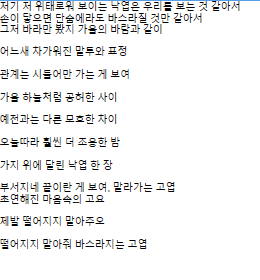 저기 저 위태로워 보이는 낙엽은 우리를 보는 것 같아서
손이 닿으면 단숨에라도 바스라질 것만 같아서
그저 바라만 봤지 가을의 바람과 같이
어느새 차가워진 말투와 표정
관계는 시들어만 가는 게 보여
가을 하늘처럼 공허한 사이
예전과는 다른 모호한 차이
오늘따라 훨씬 더 조용한 밤
가지 위에 달린 낙엽 한 장
부서지네 끝이란 게 보여, 말라가는 고엽
초연해진 마음속의 고요
제발 떨어지지 말아주오
떨어지지 말아줘 바스라지는 고엽